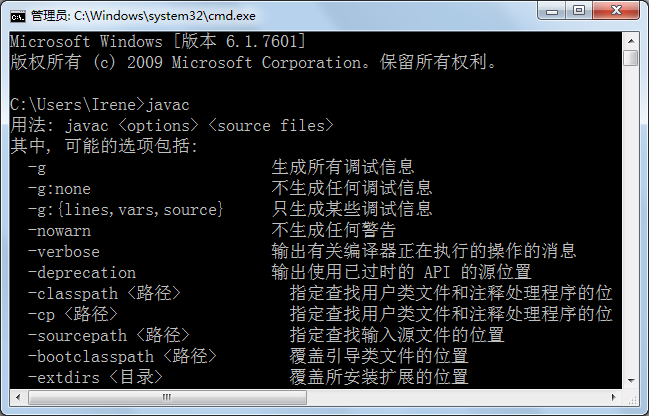 管理员: C:\Windows\system32\cmd.exe
Microsoft Windows [版本 6.1.7601]
版权所有 (c) 2009 Microsoft Corporation。保留所有权利。
C:\Users\Irene>javac
用法: javac <options> <source files>
其中, 可能的选项包括:
-g 生成所有调试信息
-g:none 不生成任何调试信息
-g:{lines,vars,source} 只生成某些调试信息
-nowarn 不生成任何警告
-verbose 输出有关编译器正在执行的操作的消息
-deprecation 输出使用已过时的 API 的源位置
-classpath <路径> 指定查找用户类文件和注释处理程序的位
-cp <路径> 指定查找用户类文件和注释处理程序的位
-sourcepath <路径> 指定查找输入源文件的位置
-bootclasspath <路径> 覆盖引导类文件的位置
-extdirs <目录> 覆盖所安装扩展的位置